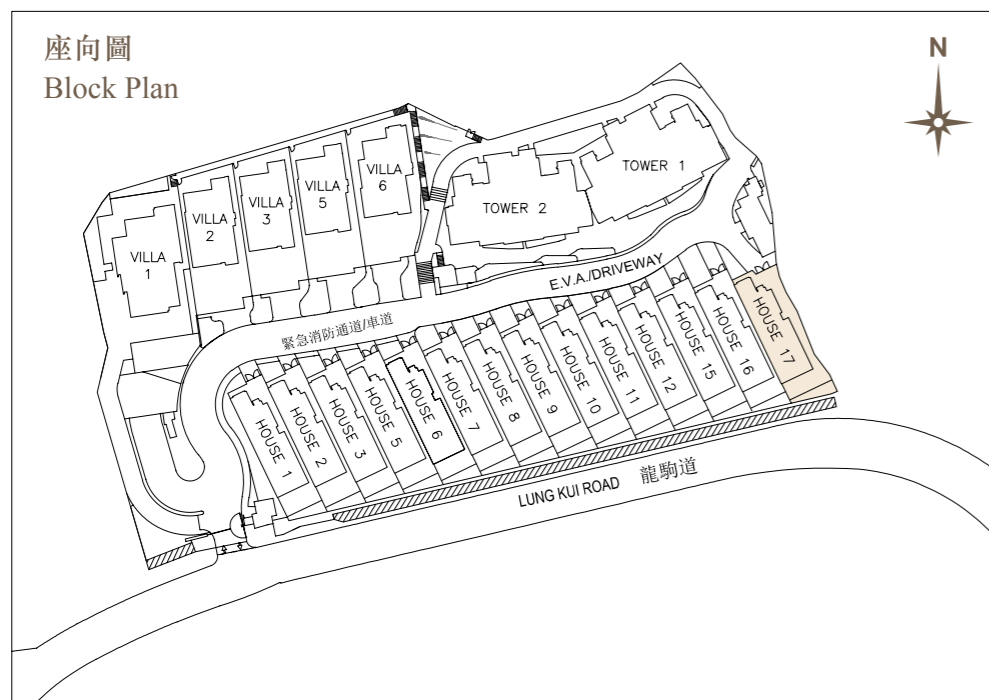 座向圖
Block Plan
N
VILLA
1
VILLA
2
VILLA
3
VILLA
5
VILLA
6
TOWER 2
TOWER 1
E.V.A./DRIVEWAY
緊急消防通道/車道
HOUSE 1
HOUSE 2
HOUSE 3
HOUSE 5
HOUSE 6
HOUSE 7
HOUSE 8
HOUSE 9
HOUSE 10
HOUSE 11
HOUSE 12
HOUSE 15
HOUSE 16
HOUSE 17
LUNG KUI ROAD 龍駒道